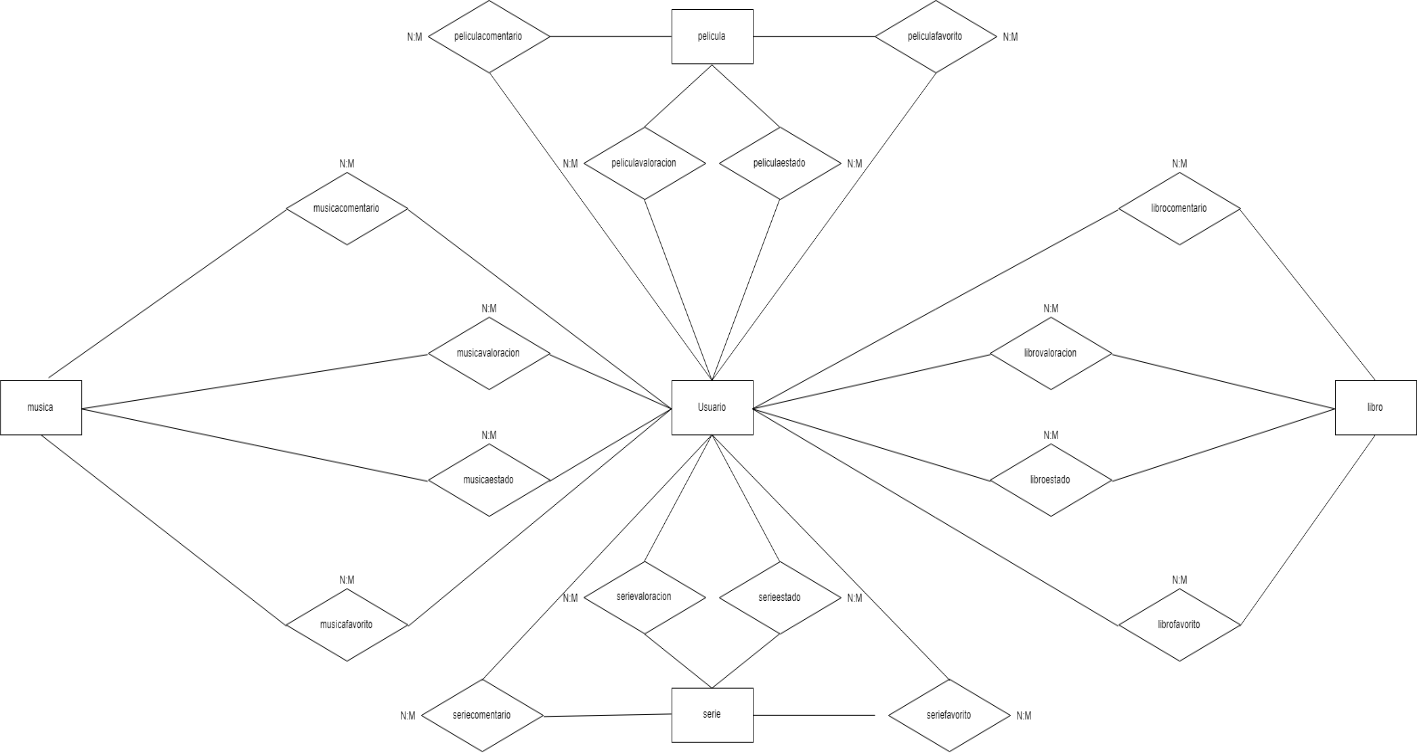 N:M
peliculacomentario
pelicula
peliculafavorito
N:M
N:M
peliculavaloracion
peliculaestado
N:M
N:M
musicacomentario
N:M
librocomentario
N:M
musicavaloracion
N:M
librovaloracion
musica
Usuario
libro
N:M
musicaestado
N:M
libroestado
N:M
musicafavorito
N:M
serievaloracion
serieestado
N:M
N:M
librofavorito
N:M
seriecomentario
serie
seriefavorito
N:M